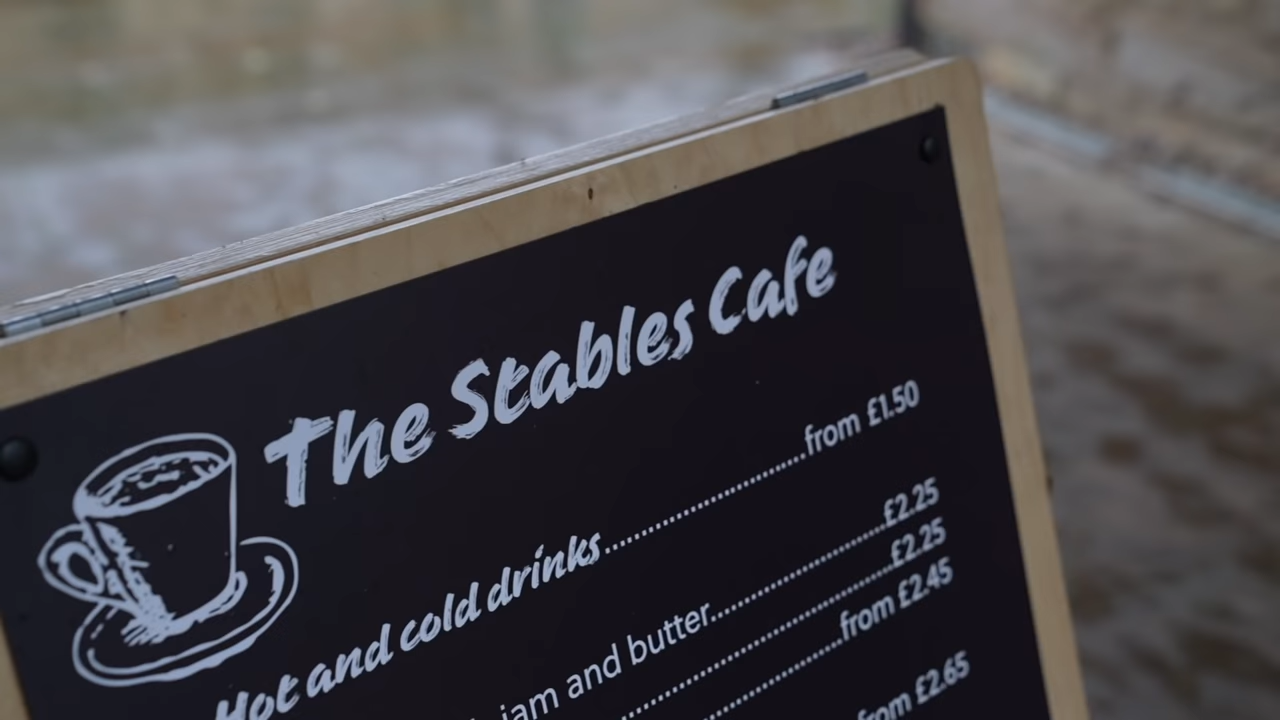 The Stables Cafe
Hot and cold drinks from £1.50
jam and butter £2.25
£2.25
from £2.45
from £2.65